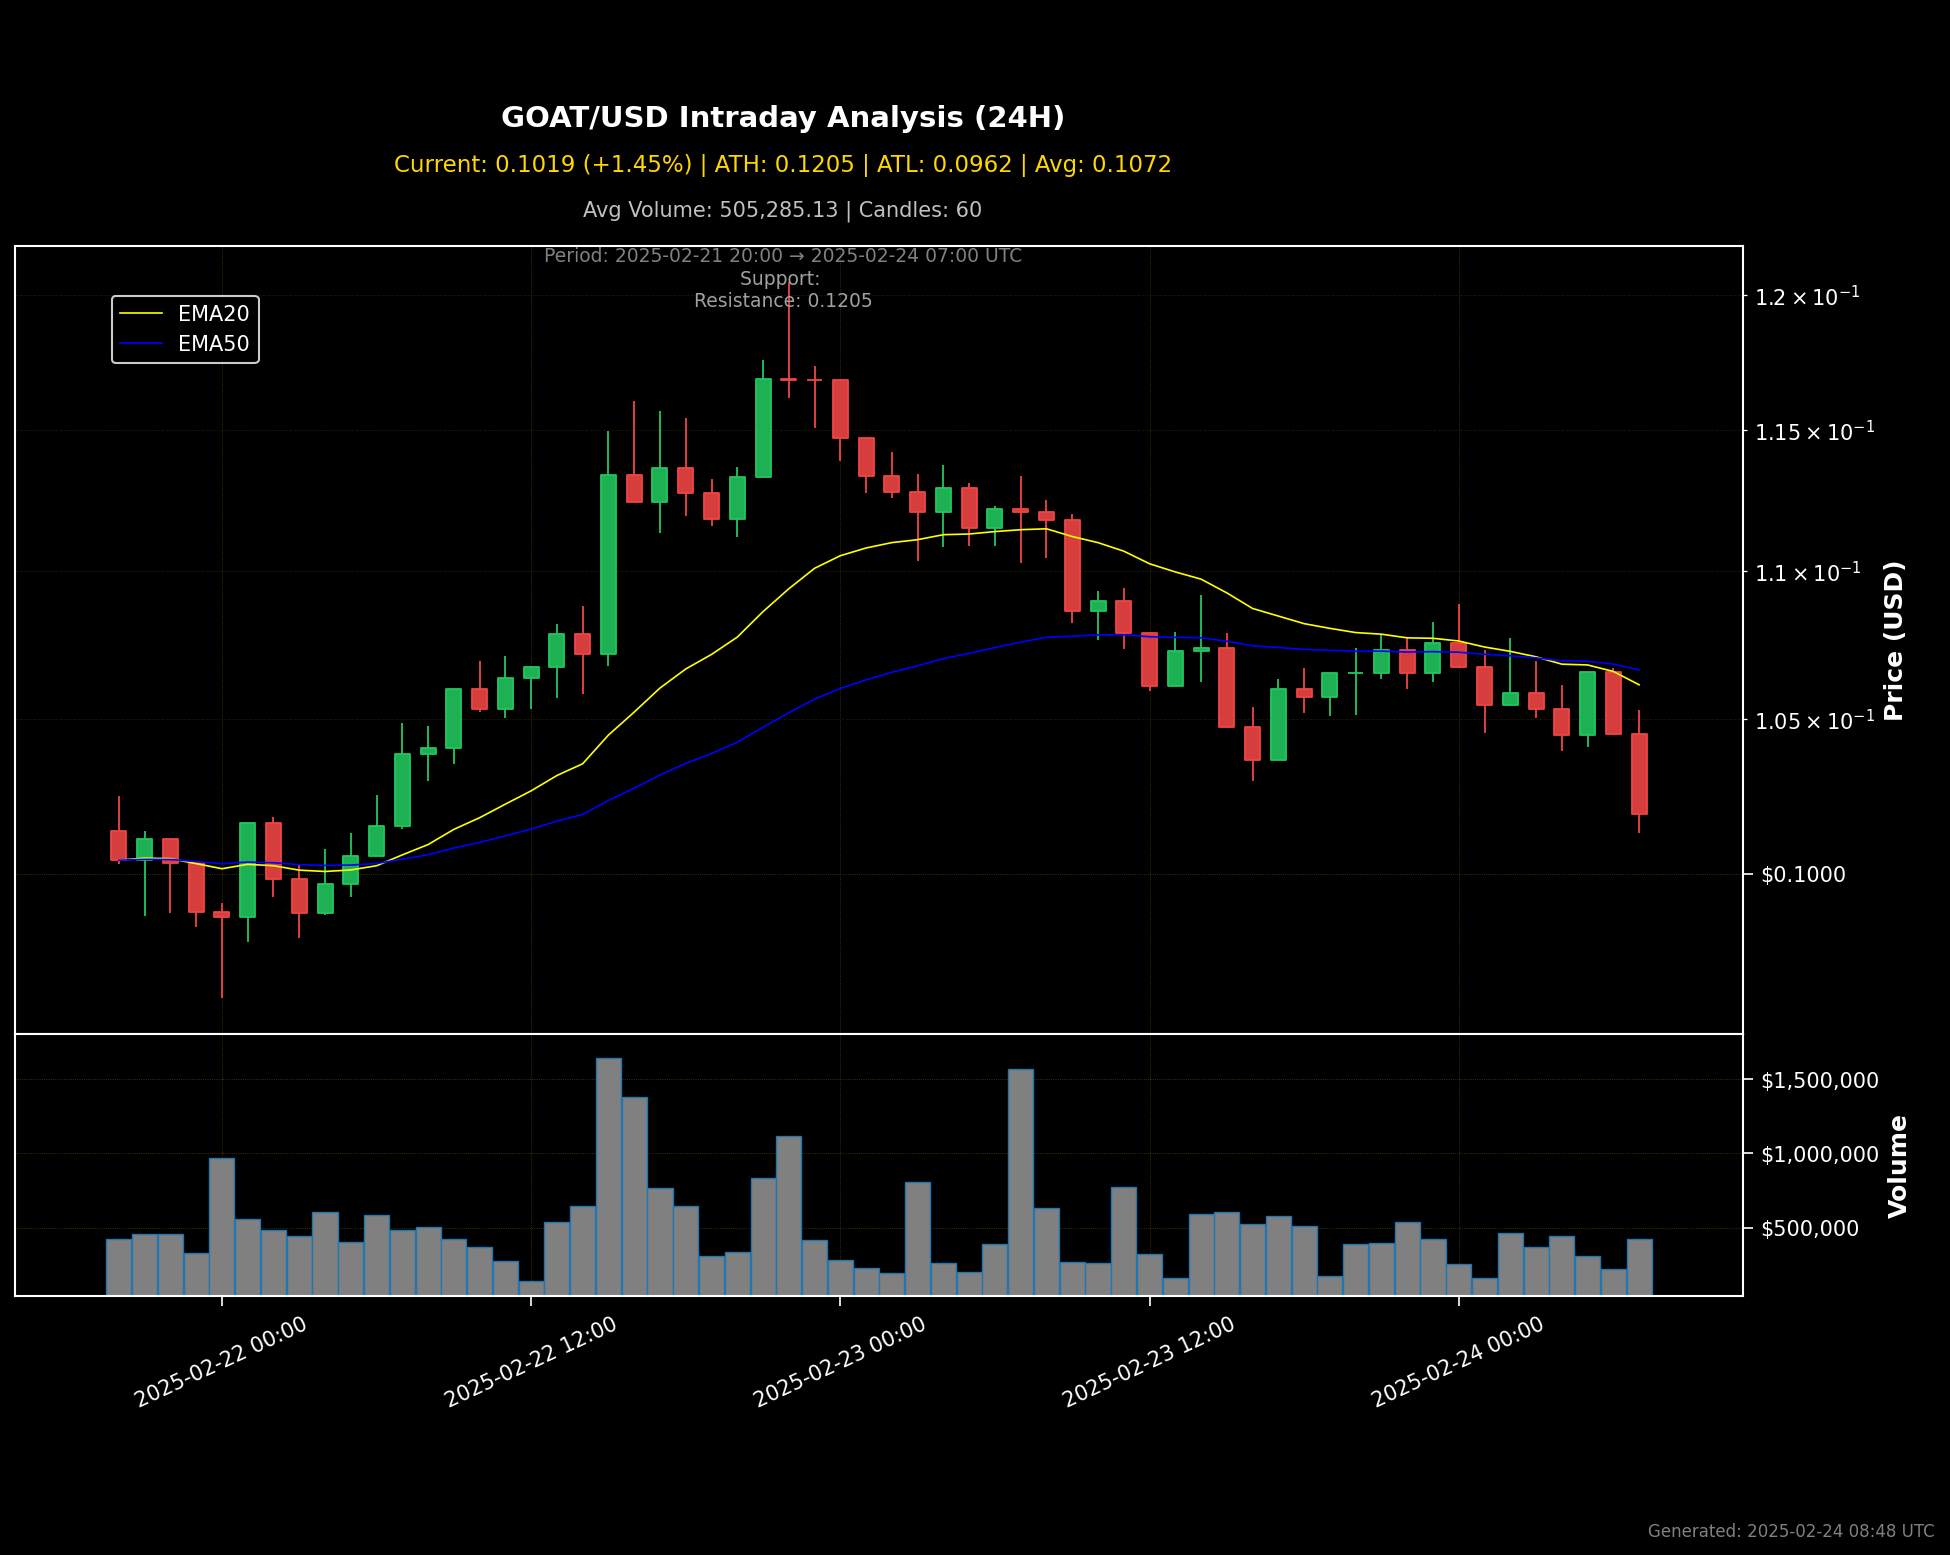 GOAT/USD Intraday Analysis (24H)
Current: 0.1019 (+1.45%) | ATH: 0.1205 | ATL: 0.0962 | Avg: 0.1072
Avg Volume: 505,285.13 | Candles: 60
Period: 2025-02-21 20:00 → 2025-02-24 07:00 UTC
Support:
Resistance: 0.1205
EMA20
EMA50
1.2 × 10⁻¹
1.15 × 10⁻¹
1.1 × 10⁻¹
1.05 × 10⁻¹
$0.1000
Price (USD)
$1,500,000
$1,000,000
$500,000
Volume
2025-02-22 00:00
2025-02-22 12:00
2025-02-23 00:00
2025-02-23 12:00
2025-02-24 00:00
Generated: 2025-02-24 08:48 UTC